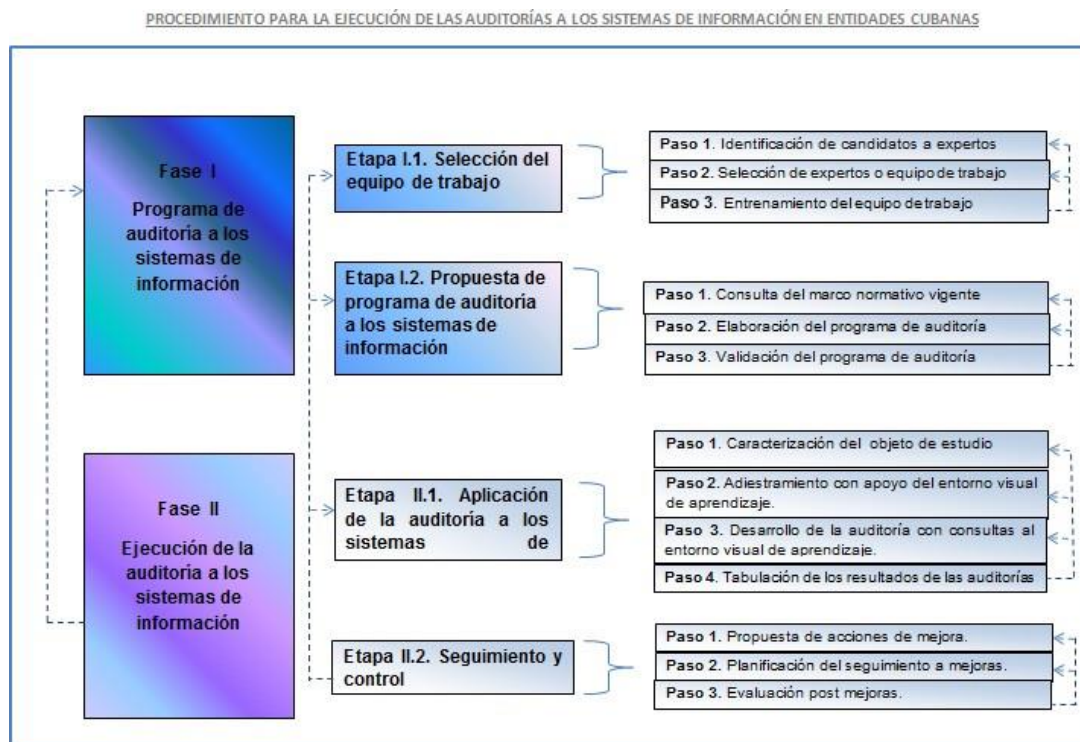 PROCEDIMIENTO PARA LA EJECUCIÓN DE LAS AUDITORÍAS A LOS SISTEMAS DE INFORMACIÓN EN ENTIDADES CUBANAS
Fase I
Programa de
auditoría a los
sistemas de
información
Etapa I.1. Selección del
equipo de trabajo
Paso 1. Identificación de candidatos a expertos
Paso 2. Selección de expertos o equipo de trabajo
Paso 3. Entrenamiento del equipo de trabajo
Etapa I.2. Propuesta de
programa de auditoría
a los sistemas de
información
Paso 1. Consulta del marco normativo vigente
Paso 2. Elaboración del programa de auditoría
Paso 3. Validación del programa de auditoría
Fase II
Ejecución de la
auditoría a los
sistemas de
información
Etapa II.1. Aplicación
de la auditoría a los
sistemas de
Paso 1. Caracterización del objeto de estudio
Paso 2. Adiestramiento con apoyo del entorno visual
de aprendizaje.
Paso 3. Desarrollo de la auditoría con consultas al
entorno visual de aprendizaje.
Paso 4. Tabulación de los resultados de las auditorías
Etapa II.2. Seguimiento y
control
Paso 1. Propuesta de acciones de mejora.
Paso 2. Planificación del seguimiento a mejoras.
Paso 3. Evaluación post mejoras.